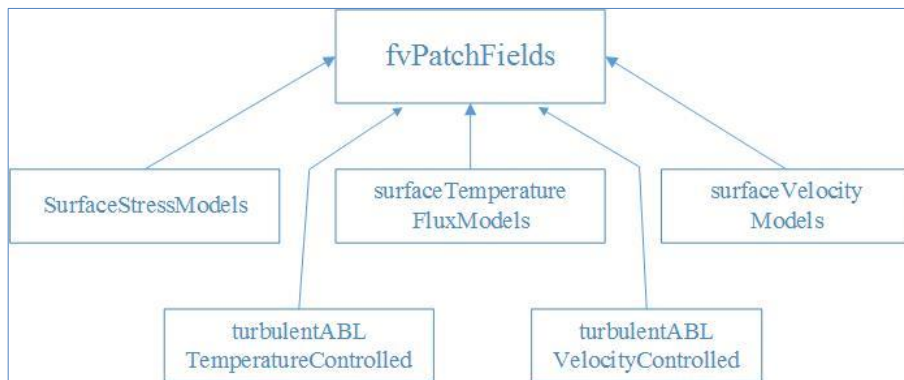 fvPatchFields
SurfaceStressModels
surfaceTemperature
FluxModels
surfaceVelocity
Models
turbulentABL
TemperatureControlled
turbulentABL
VelocityControlled